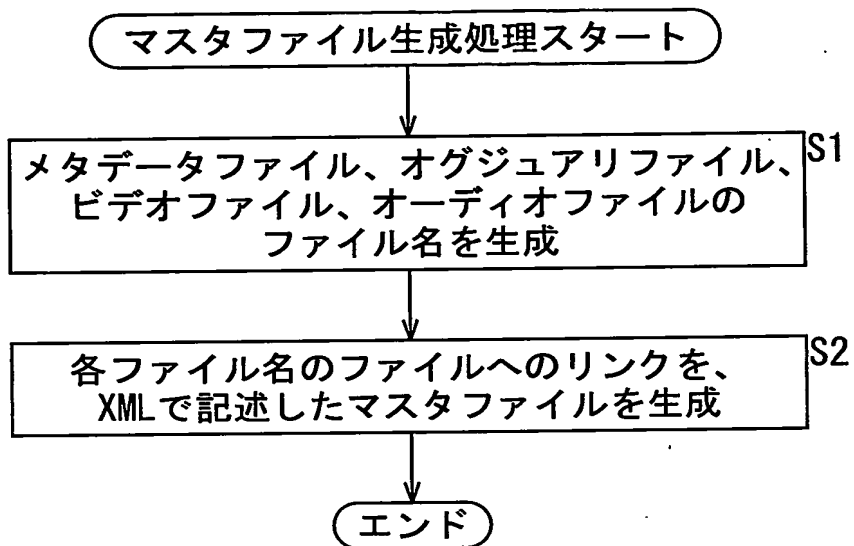 マスタファイル生成処理スタート
S1
メタデータファイル、オグジュアリファイル、
ビデオファイル、オーディオファイルの
ファイル名を生成
S2
各ファイル名のファイルへのリンクを、
XMLで記述したマスタファイルを生成
エンド